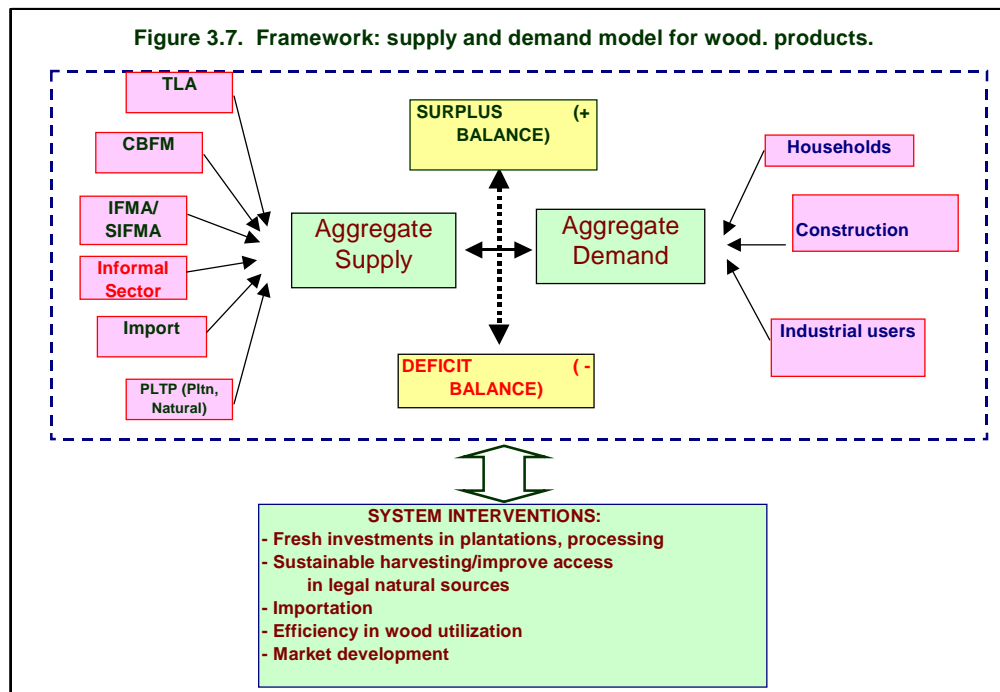 Figure 3.7. Framework: supply and demand model for wood. products.
TLA
CBFM
IFMA/
SIFMA
Informal
Sector
Import
PLTP (Pltn,
Natural)
Aggregate
Supply
SURPLUS (+
BALANCE)
DEFICIT ( -
BALANCE)
Aggregate
Demand
Households
Construction
Industrial users
SYSTEM INTERVENTIONS:
- Fresh investments in plantations, processing
- Sustainable harvesting/improve access
in legal natural sources
- Importation
- Efficiency in wood utilization
- Market development